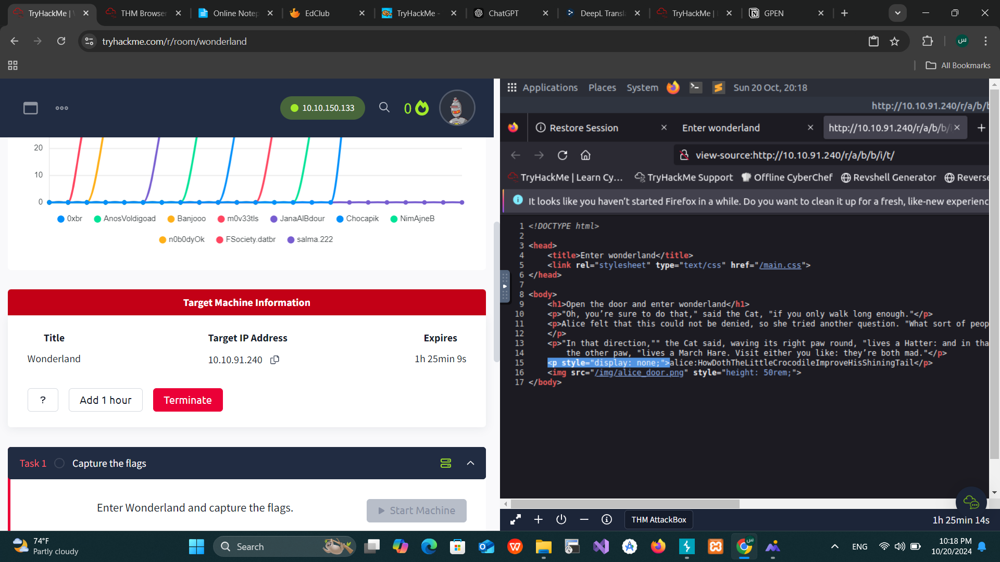 TryHackMe | W
THM Browser
Online Notep
EdClub
TryHackMe -
ChatGPT
DeepL Transla
TryHackMe |
GPEN
tryhackme.com/r/room/wonderland
س
All Bookmarks
10.10.150.133
0
20
10
0
0xbr
AnosVoldigoad
Banjooo
m0v33tls
JanaAlBdour
Chocapik
NimAjneB
n0b0dyOk
FSociety.datbr
salma.222
Target Machine Information
Title
Target IP Address
Expires
Wonderland
10.10.91.240
1h 25min 9s
?
Add 1 hour
Terminate
Task 1
Capture the flags
Enter Wonderland and capture the flags.
Start Machine
Applications
Places
System
Sun 20 Oct, 20:18
http://10.10.91.240/r/a/b/b
Restore Session
Enter wonderland
http://10.10.91.240/r/a/b/b/i
view-source:http://10.10.91.240/r/a/b/b/i/t/
TryHackMe | Learn Cy...
TryHackMe Support
Offline CyberChef
Revshell Generator
Reverse
It looks like you haven’t started Firefox in a while. Do you want to clean it up for a fresh, like-new experienc
1 <!DOCTYPE html>
2
3 <head>
4 <title>Enter wonderland</title>
5 <link rel="stylesheet" type="text/css" href="/main.css">
6 </head>
7
8 <body>
9 <h1>Open the door and enter wonderland</h1>
10 <p>"Oh, you’re sure to do that," said the Cat, "if you only walk long enough."</p>
11 <p>Alice felt that this could not be denied, so she tried another question. "What sort of peop
12 </p>
13 <p>"In that direction,"" the Cat said, waving its right paw round, "lives a Hatter: and in tha
14 the other paw, "lives a March Hare. Visit either you like: they’re both mad."</p>
15 <p style="display: none;">alice:HowDothTheLittleCrocodileImproveHisShiningTail</p>
16 <img src="/img/alice_door.png" style="height: 50rem;">
17 </body>
THM AttackBox
1h 25min 14s
74°F
Partly cloudy
Search
ENG
10:18 PM
10/20/2024